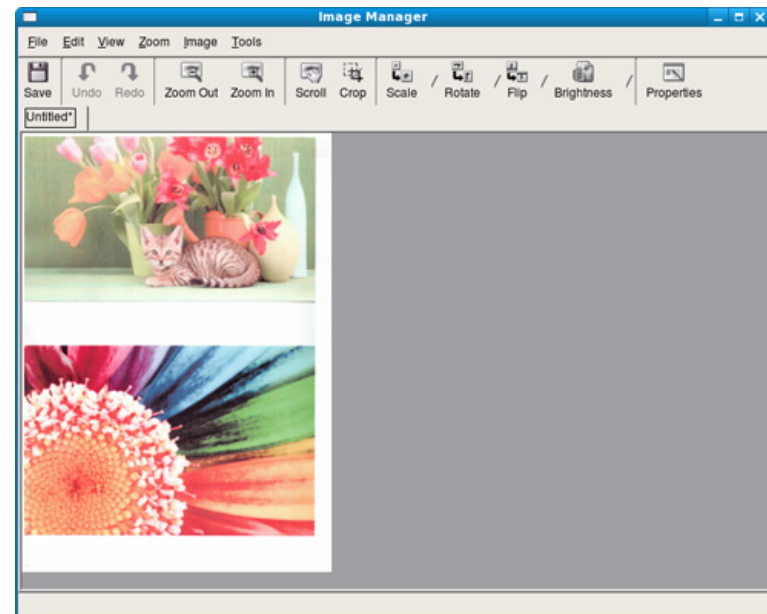 Image Manager
File Edit View Zoom Image Tools
Save Undo Redo Zoom Out Zoom In Scroll Crop Scale / Rotate / Flip / Brightness / Properties
Untitled*